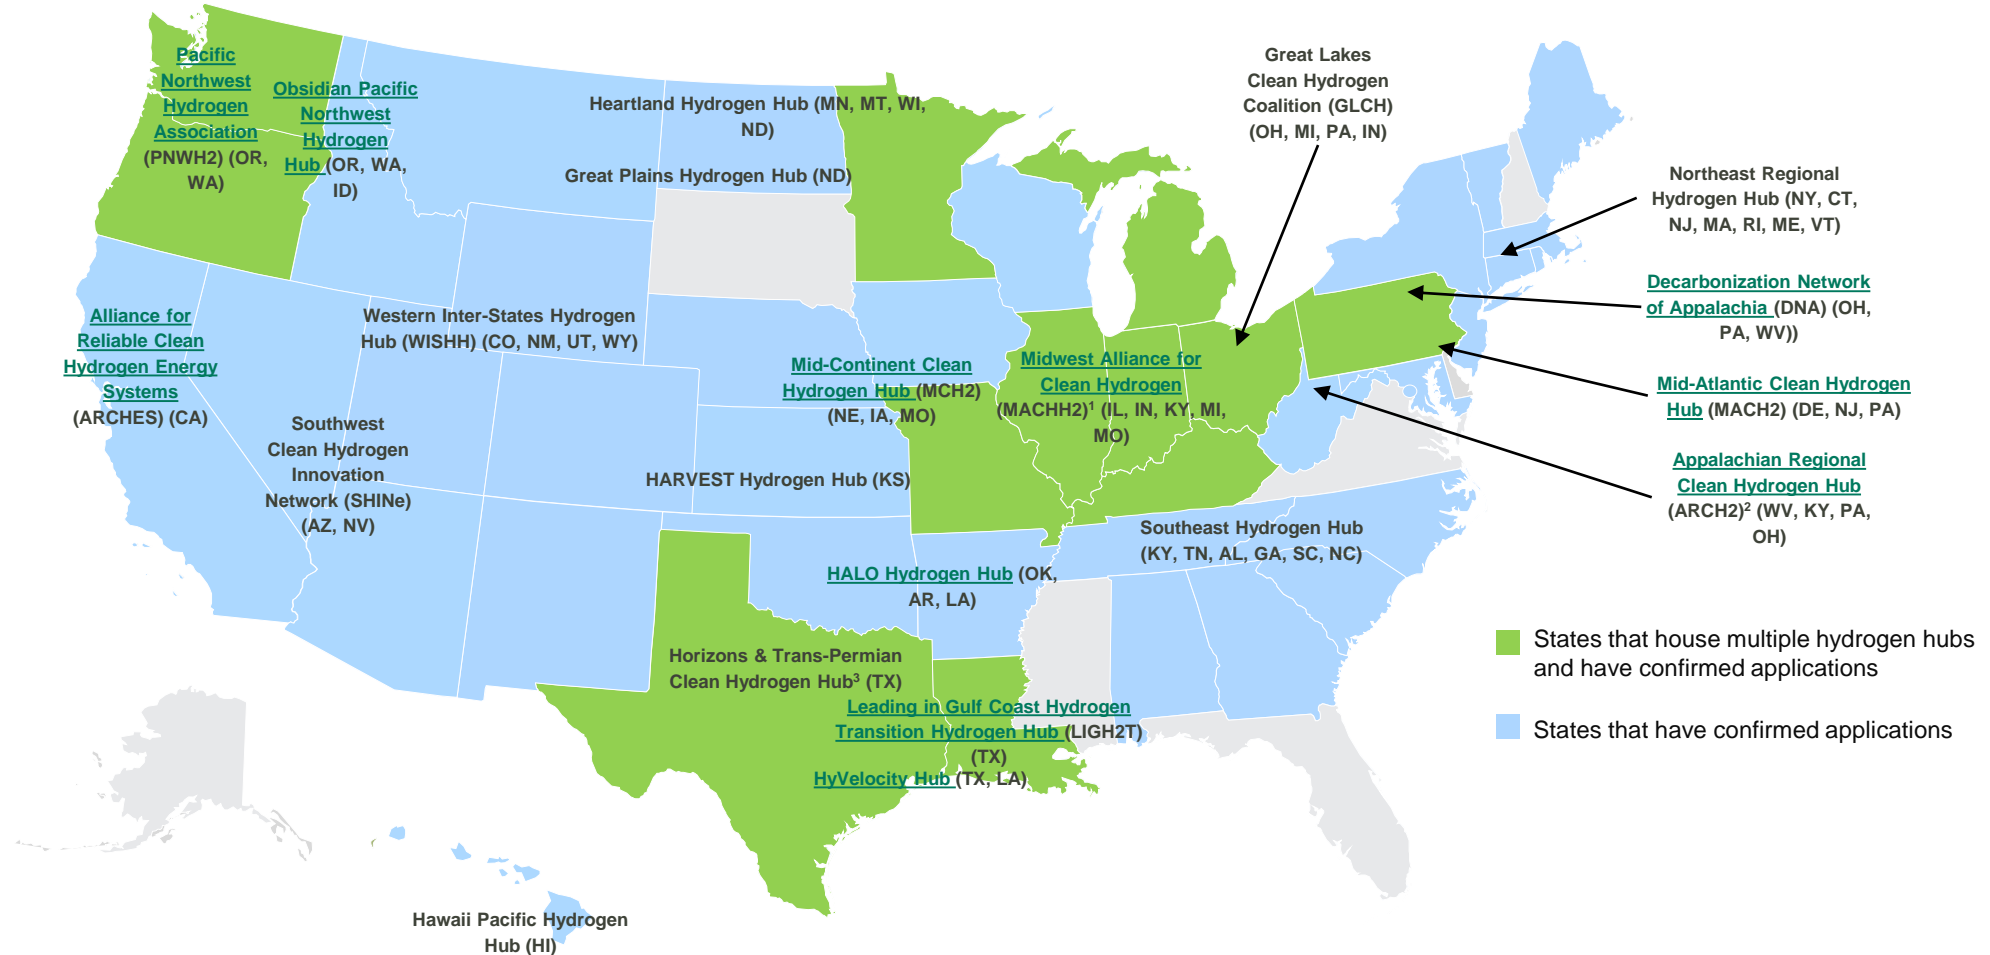 Pacific
Northwest
Hydrogen
Association
(PNWH2) (OR,
WA)
Obsidian Pacific
Northwest
Hydrogen
Hub (OR, WA,
ID)
Heartland Hydrogen Hub (MN, MT, WI,
ND)
Great Plains Hydrogen Hub (ND)
Great Lakes
Clean Hydrogen
Coalition (GLCH)
(OH, MI, PA, IN)
Northeast Regional
Hydrogen Hub (NY, CT,
NJ, MA, RI, ME, VT)
Decarbonization Network
of Appalachia (DNA) (OH,
PA, WV))
Mid-Atlantic Clean Hydrogen
Hub (MACH2) (DE, NJ, PA)
Appalachian Regional
Clean Hydrogen Hub
(ARCH2)² (WV, KY, PA,
OH)
Alliance for
Reliable Clean
Hydrogen Energy
Systems
(ARCHES) (CA)
Western Inter-States Hydrogen
Hub (WISHH) (CO, NM, UT, WY)
Southwest
Clean Hydrogen
Innovation
Network (SHINe)
(AZ, NV)
Mid-Continent Clean
Hydrogen Hub (MCH2)
(NE, IA, MO)
Midwest Alliance for
Clean Hydrogen
(MACHH2)¹ (IL, IN, KY, MI,
MO)
HARVEST Hydrogen Hub (KS)
Southeast Hydrogen Hub
(KY, TN, AL, GA, SC, NC)
HALO Hydrogen Hub (OK,
AR, LA)
Horizons & Trans-Permian
Clean Hydrogen Hub³ (TX)
Leading in Gulf Coast Hydrogen
Transition Hydrogen Hub (LIGH2T)
(TX)
HyVelocity Hub (TX, LA)
Hawaii Pacific Hydrogen
Hub (HI)
States that house multiple hydrogen hubs
and have confirmed applications
States that have confirmed applications